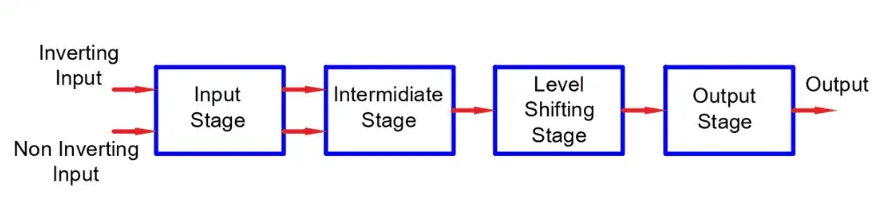 Inverting
Input
Non Inverting
Input
Input
Stage
Intermidiate
Stage
Level
Shifting
Stage
Output
Stage
Output